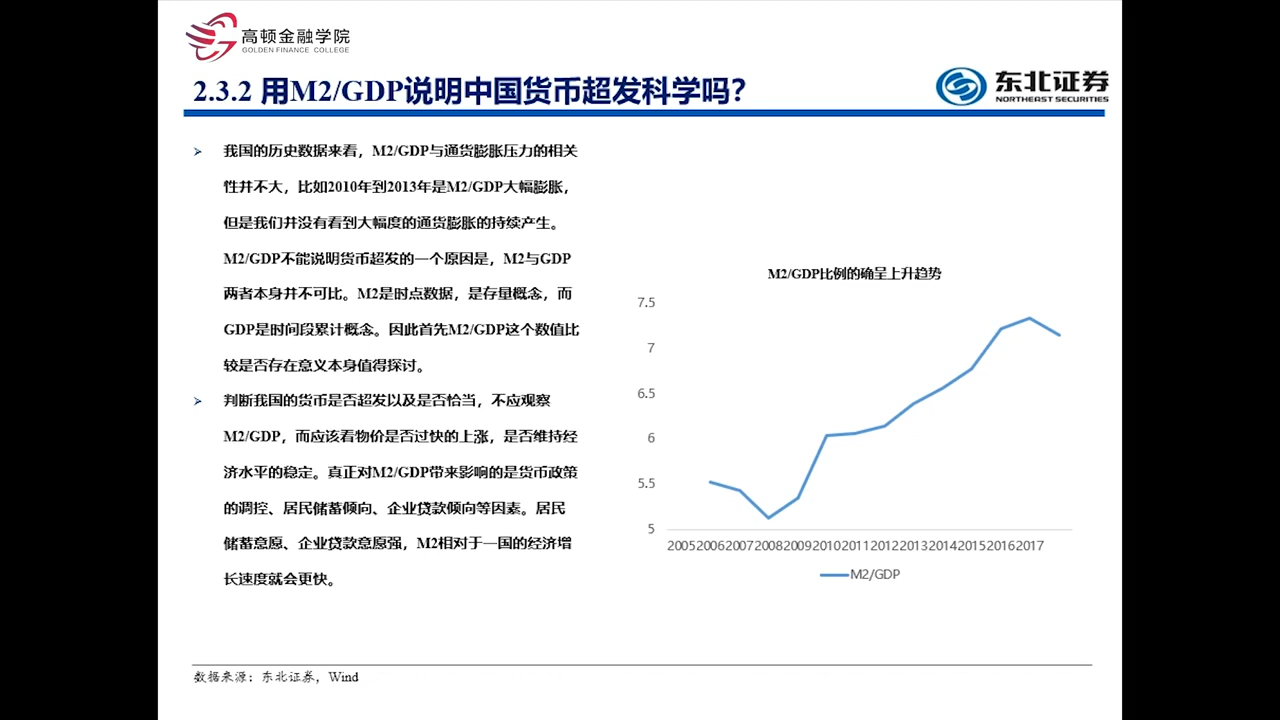 高顿金融学院
GOLDEN FINANCE COLLEGE
2.3.2 用M2/GDP说明中国货币超发科学吗？
东北证券
NORTHEAST SECURITIES
我国的历史数据来看，M2/GDP与通货膨胀压力的相关
性并不大，比如2010年到2013年是M2/GDP大幅膨胀，
但是我们并没有看到大幅度的通货膨胀的持续产生。
M2/GDP不能说明货币超发的一个原因是，M2与GDP
两者本身并不可比。M2是时点数据，是存量概念，而
GDP是时间段累计概念。因此首先M2/GDP这个数值比
较是否存在意义本身值得探讨。
判断我国的货币是否超发以及是否恰当，不应观察
M2/GDP，而应该看物价是否过快的上涨，是否维持经
济水平的稳定。真正对M2/GDP带来影响的是货币政策
的调控、居民储蓄倾向、企业贷款倾向等因素。居民
储蓄意愿、企业贷款意愿强，M2相对于一国的经济增
长速度就会更快。
M2/GDP比例的确呈上升趋势
7.5
7
6.5
6
5.5
5
2005 2006 2007 2008 2009 2010 2011 2012 2013 2014 2015 2016 2017
M2/GDP
数据来源：东北证券，Wind